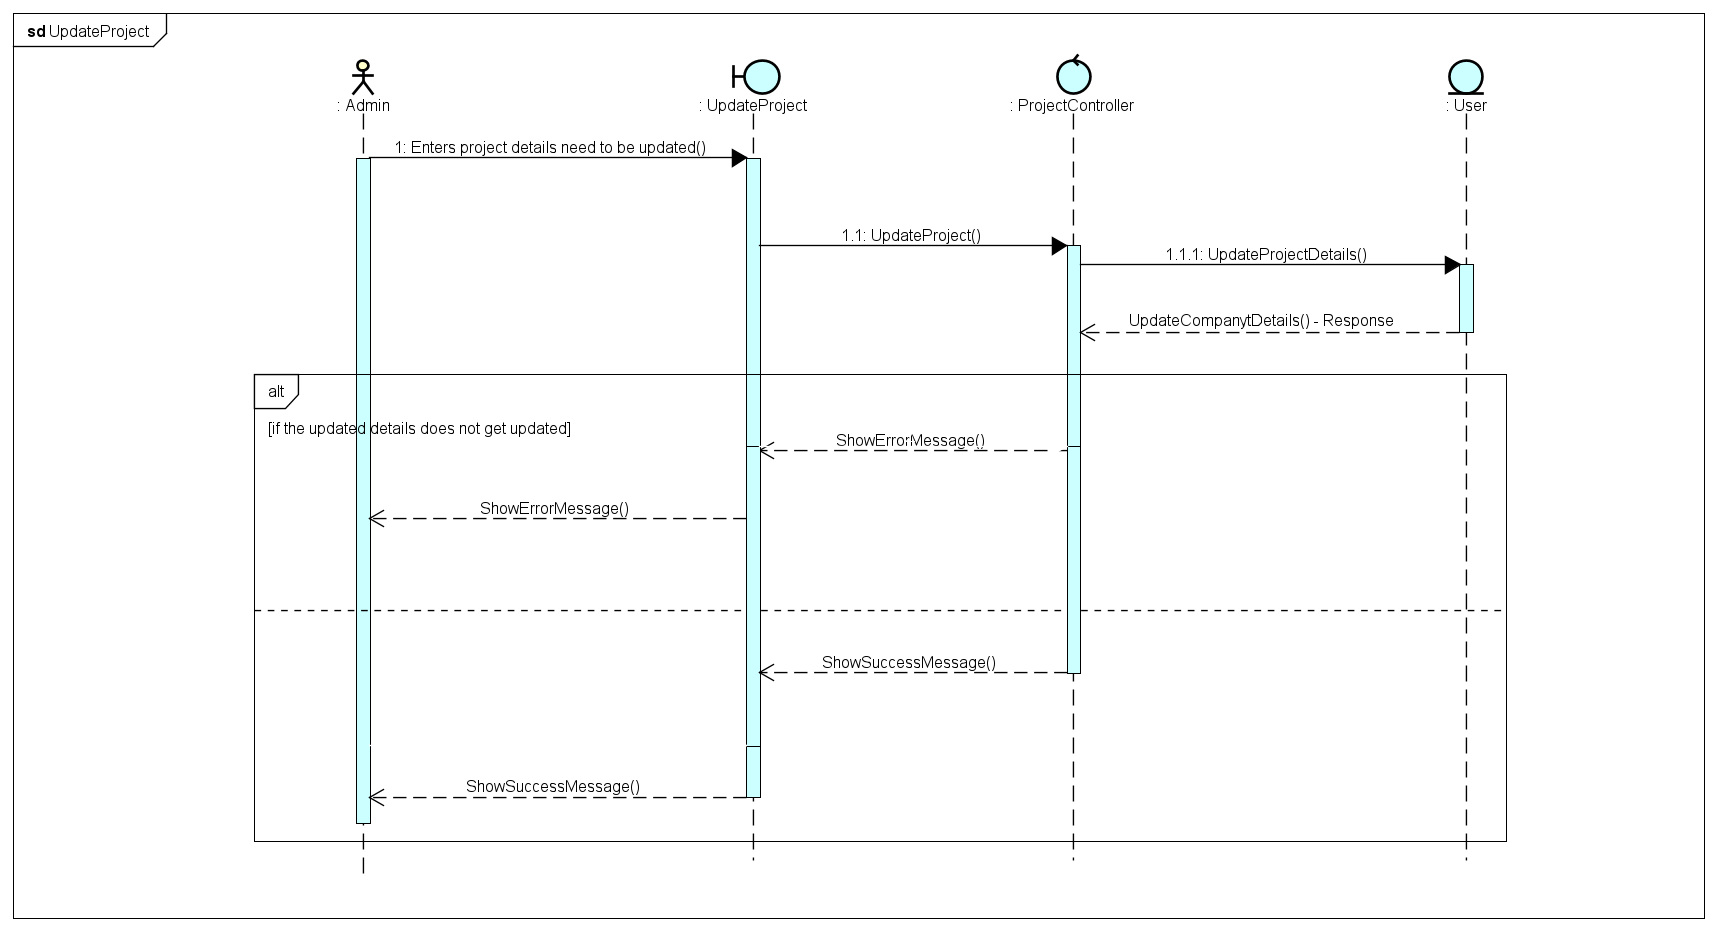 sd UpdateProject
: Admin
: UpdateProject
: ProjectController
: User
1: Enters project details need to be updated()
1.1: UpdateProject()
1.1.1: UpdateProjectDetails()
UpdateCompanytDetails() - Response
alt
[if the updated details does not get updated]
ShowErrorMessage()
ShowErrorMessage()
ShowSuccessMessage()
ShowSuccessMessage()